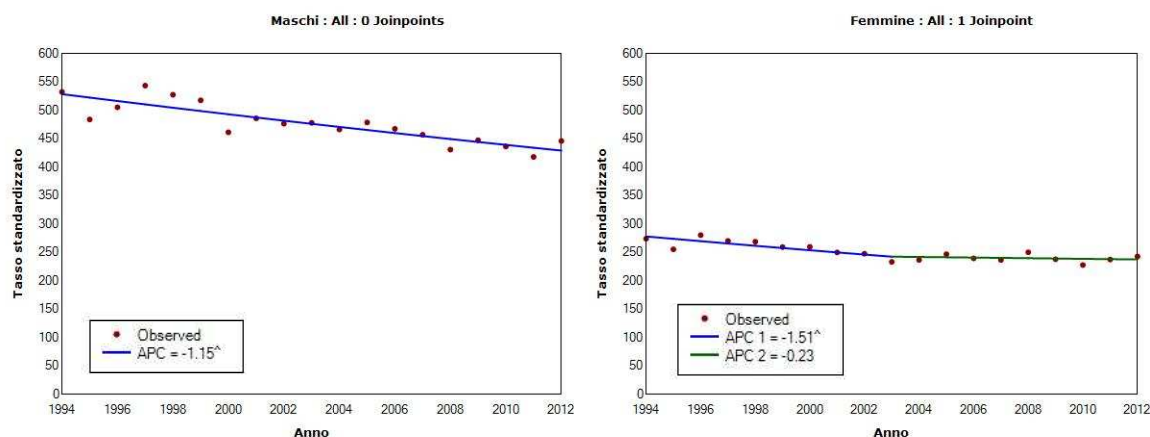 Maschi : All : 0 Joinpoints
600
550
500
450
400
350
300
250
200
150
100
50
0
Tasso standardizzato
Observed
APC = -1.15^
1994 1996 1998 2000 2002 2004 2006 2008 2010 2012
Anno
Femmine : All : 1 Joinpoint
600
550
500
450
400
350
300
250
200
150
100
50
0
Tasso standardizzato
Observed
APC 1 = -1.51^
APC 2 = -0.23
1994 1996 1998 2000 2002 2004 2006 2008 2010 2012
Anno